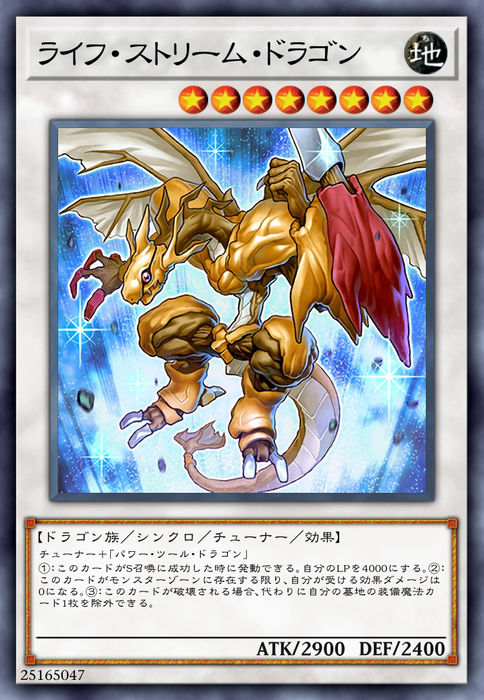 ライフ・ストリーム・ドラゴン
ち
地
【ドラゴン族／シンクロ／チューナー／効果】
チューナー＋「パワー・ツール・ドラゴン」
①：このカードがS召喚に成功した時に発動できる。自分のLPを4000にする。②：
このカードがモンスターゾーンに存在する限り、自分が受ける効果ダメージは
0になる。③：このカードが破壊される場合、代わりに自分の墓地の装備魔法カ
ード1枚を除外できる。
ATK/2900 DEF/2400
25165047